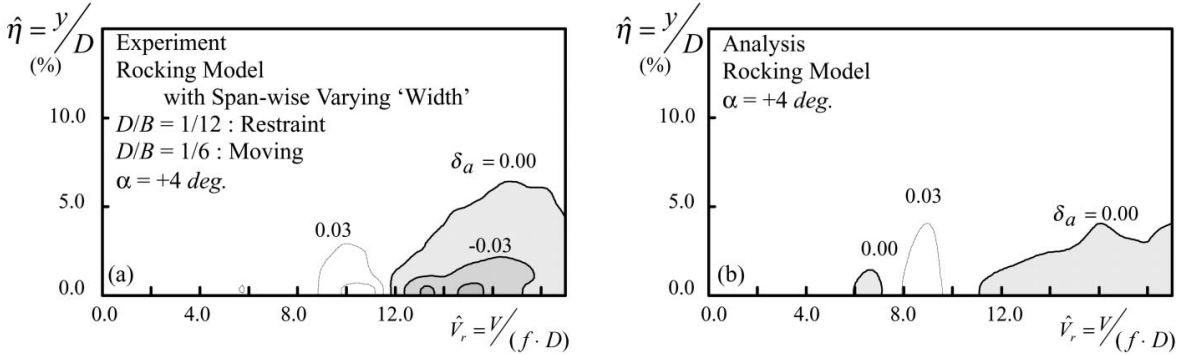 η̂ = y/D
(%)
Experiment
Rocking Model
with Span-wise Varying ‘Width’
D/B = 1/12 : Restraint
D/B = 1/6 : Moving
α = +4 deg.
10.0
5.0
0.0
δa = 0.00
0.03
-0.03
(a)
0.0 4.0 8.0 12.0
V̂r = V/(f · D)
η̂ = y/D
(%)
Analysis
Rocking Model
α = +4 deg.
10.0
5.0
0.0
0.03
δa = 0.00
0.00
(b)
0.0 4.0 8.0 12.0
V̂r = V/(f · D)